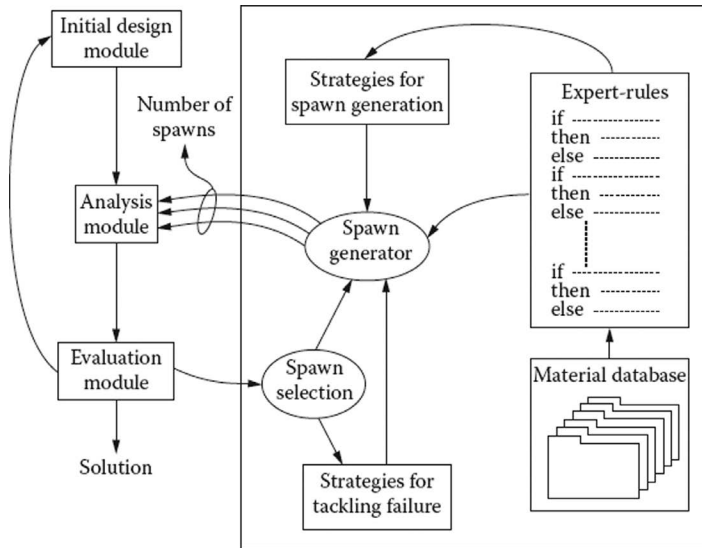 Initial design
module
Number of
spawns
Analysis
module
Evaluation
module
Solution
Strategies for
spawn generation
Spawn
generator
Spawn
selection
Strategies for
tackling failure
Expert-rules
if --------------------
then ---------------
else ----------------
if --------------------
then ---------------
else ----------------
if --------------------
then ---------------
else ----------------
Material database